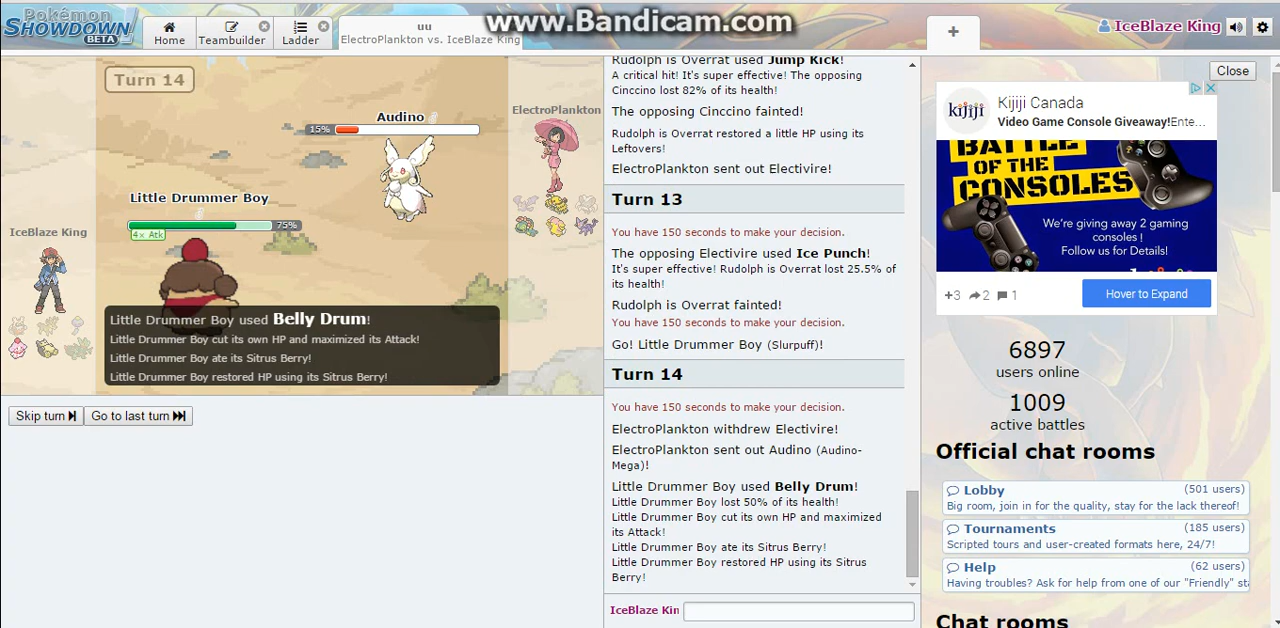 www.Bandicam.com
Pokémon
SHOWDOWN
BETA
Home
Teambuilder
Ladder
uu
ElectroPlankton vs. IceBlaze King
+
IceBlaze King
Turn 14
Audino
15%
Little Drummer Boy
75%
4x Atk
IceBlaze King
ElectroPlankton
Little Drummer Boy used Belly Drum!
Little Drummer Boy cut its own HP and maximized its Attack!
Little Drummer Boy ate its Sitrus Berry!
Little Drummer Boy restored HP using its Sitrus Berry!
Skip turn
Go to last turn
Rudolph is Overrat used Jump Kick!
A critical hit! It's super effective! The opposing
Cinccino lost 82% of its health!
The opposing Cinccino fainted!
Rudolph is Overrat restored a little HP using its
Leftovers!
ElectroPlankton sent out Electivire!
Turn 13
You have 150 seconds to make your decision.
The opposing Electivire used Ice Punch!
It's super effective! Rudolph is Overrat lost 25.5% of
its health!
Rudolph is Overrat fainted!
You have 150 seconds to make your decision.
Go! Little Drummer Boy (Slurpuff)!
Turn 14
You have 150 seconds to make your decision.
ElectroPlankton withdrew Electivire!
ElectroPlankton sent out Audino (Audino-
Mega)!
Little Drummer Boy used Belly Drum!
Little Drummer Boy lost 50% of its health!
Little Drummer Boy cut its own HP and maximized
its Attack!
Little Drummer Boy ate its Sitrus Berry!
Little Drummer Boy restored HP using its Sitrus
Berry!
IceBlaze Kin
Close
kijiji
Kijiji Canada
Video Game Console Giveaway!Ente...
BATTLE
OF THE
CONSOLES
We're giving away 2 gaming
consoles !
Follow us for Details!
+3 2 1
Hover to Expand
6897
users online
1009
active battles
Official chat rooms
Lobby (501 users)
Big room, join in for the quality, stay for the lack thereof!
Tournaments (185 users)
Scripted tours and user-created formats here, 24/7!
Help (62 users)
Having troubles? Ask for help from one of our "Friendly" sta
Chat rooms